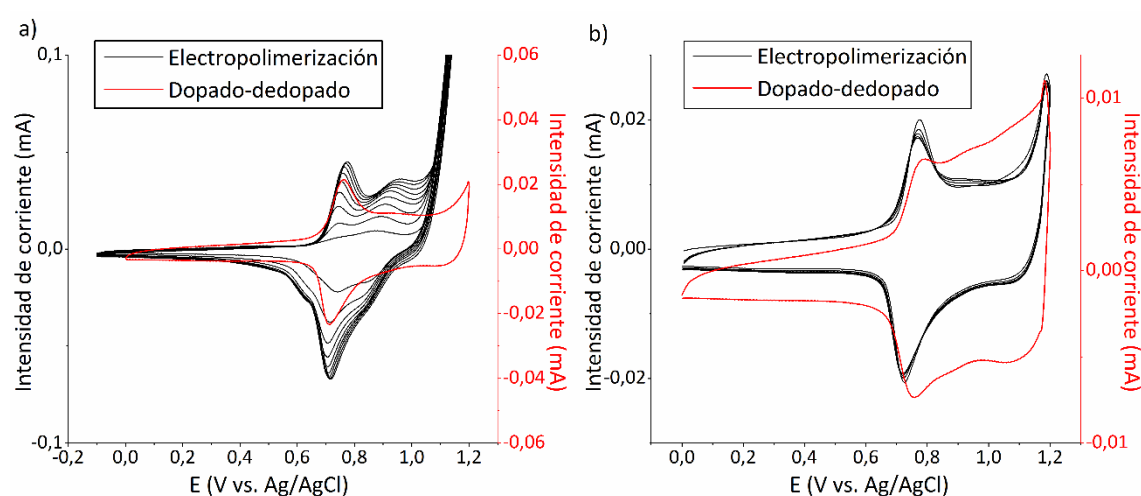 a)
Electropolimerización
Dopado-dedopado
Intensidad de corriente (mA)
0,1
0,0
-0,1
-0,2
0,0
0,2
0,4
0,6
0,8
1,0
1,2
E (V vs. Ag/AgCl)
0,06
0,04
0,02
0,00
-0,02
-0,04
-0,06
Intensidad de corriente (mA)
b)
Electropolimerización
Dopado-dedopado
Intensidad de corriente (mA)
0,02
0,00
-0,02
0,0
0,2
0,4
0,6
0,8
1,0
1,2
E (V vs. Ag/AgCl)
0,01
0,00
-0,01
Intensidad de corriente (mA)